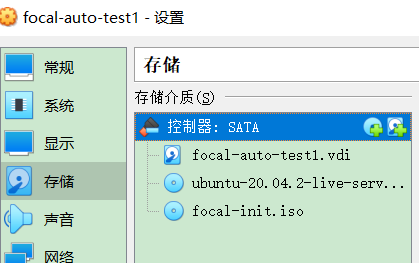 focal-auto-test1 - 设置
常规
系统
显示
存储
声音
网络
存储
存储介质(S)
控制器: SATA
focal-auto-test1.vdi
ubuntu-20.04.2-live-serv...
focal-init.iso